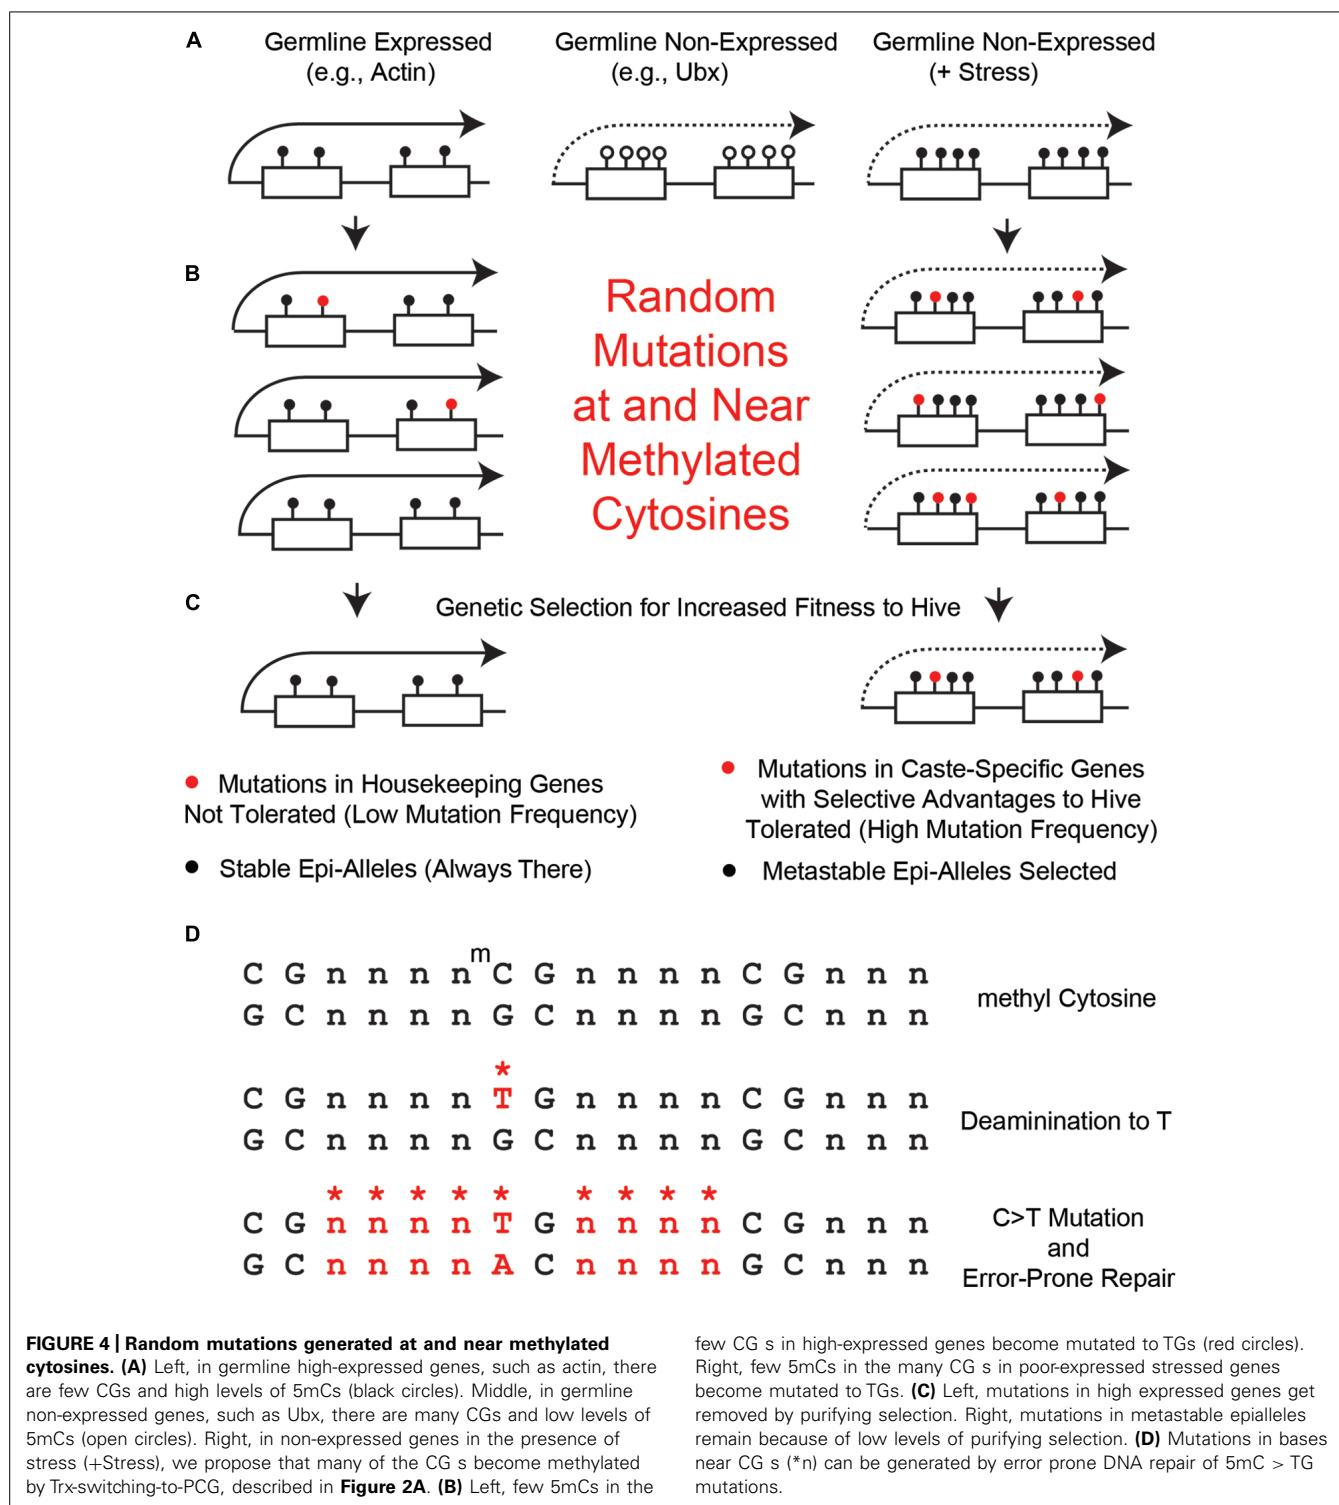 A
Germline Expressed
(e.g., Actin)
Germline Non-Expressed
(e.g., Ubx)
Germline Non-Expressed
(+ Stress)
B
Random
Mutations
at and Near
Methylated
Cytosines
C
Genetic Selection for Increased Fitness to Hive
Mutations in Housekeeping Genes
Not Tolerated (Low Mutation Frequency)
Stable Epi-Alleles (Always There)
Mutations in Caste-Specific Genes
with Selective Advantages to Hive
Tolerated (High Mutation Frequency)
Metastable Epi-Alleles Selected
D
C G n n n n mC G n n n n C G n n n
G C n n n n G C n n n n G C n n n
methyl Cytosine
*
C G n n n n T G n n n n C G n n n
G C n n n n G C n n n n G C n n n
Deaminination to T
* * * * * * * * *
C G n n n n T G n n n n C G n n n
G C n n n n A C n n n n G C n n n
C>T Mutation
and
Error-Prone Repair
FIGURE 4 | Random mutations generated at and near methylated
cytosines. (A) Left, in germline high-expressed genes, such as actin, there
are few CGs and high levels of 5mCs (black circles). Middle, in germline
non-expressed genes, such as Ubx, there are many CGs and low levels of
5mCs (open circles). Right, in non-expressed genes in the presence of
stress (+Stress), we propose that many of the CG s become methylated
by Trx-switching-to-PCG, described in Figure 2A. (B) Left, few 5mCs in the
few CG s in high-expressed genes become mutated to TGs (red circles).
Right, few 5mCs in the many CG s in poor-expressed stressed genes
become mutated to TGs. (C) Left, mutations in high expressed genes get
removed by purifying selection. Right, mutations in metastable epialleles
remain because of low levels of purifying selection. (D) Mutations in bases
near CG s (*n) can be generated by error prone DNA repair of 5mC > TG
mutations.